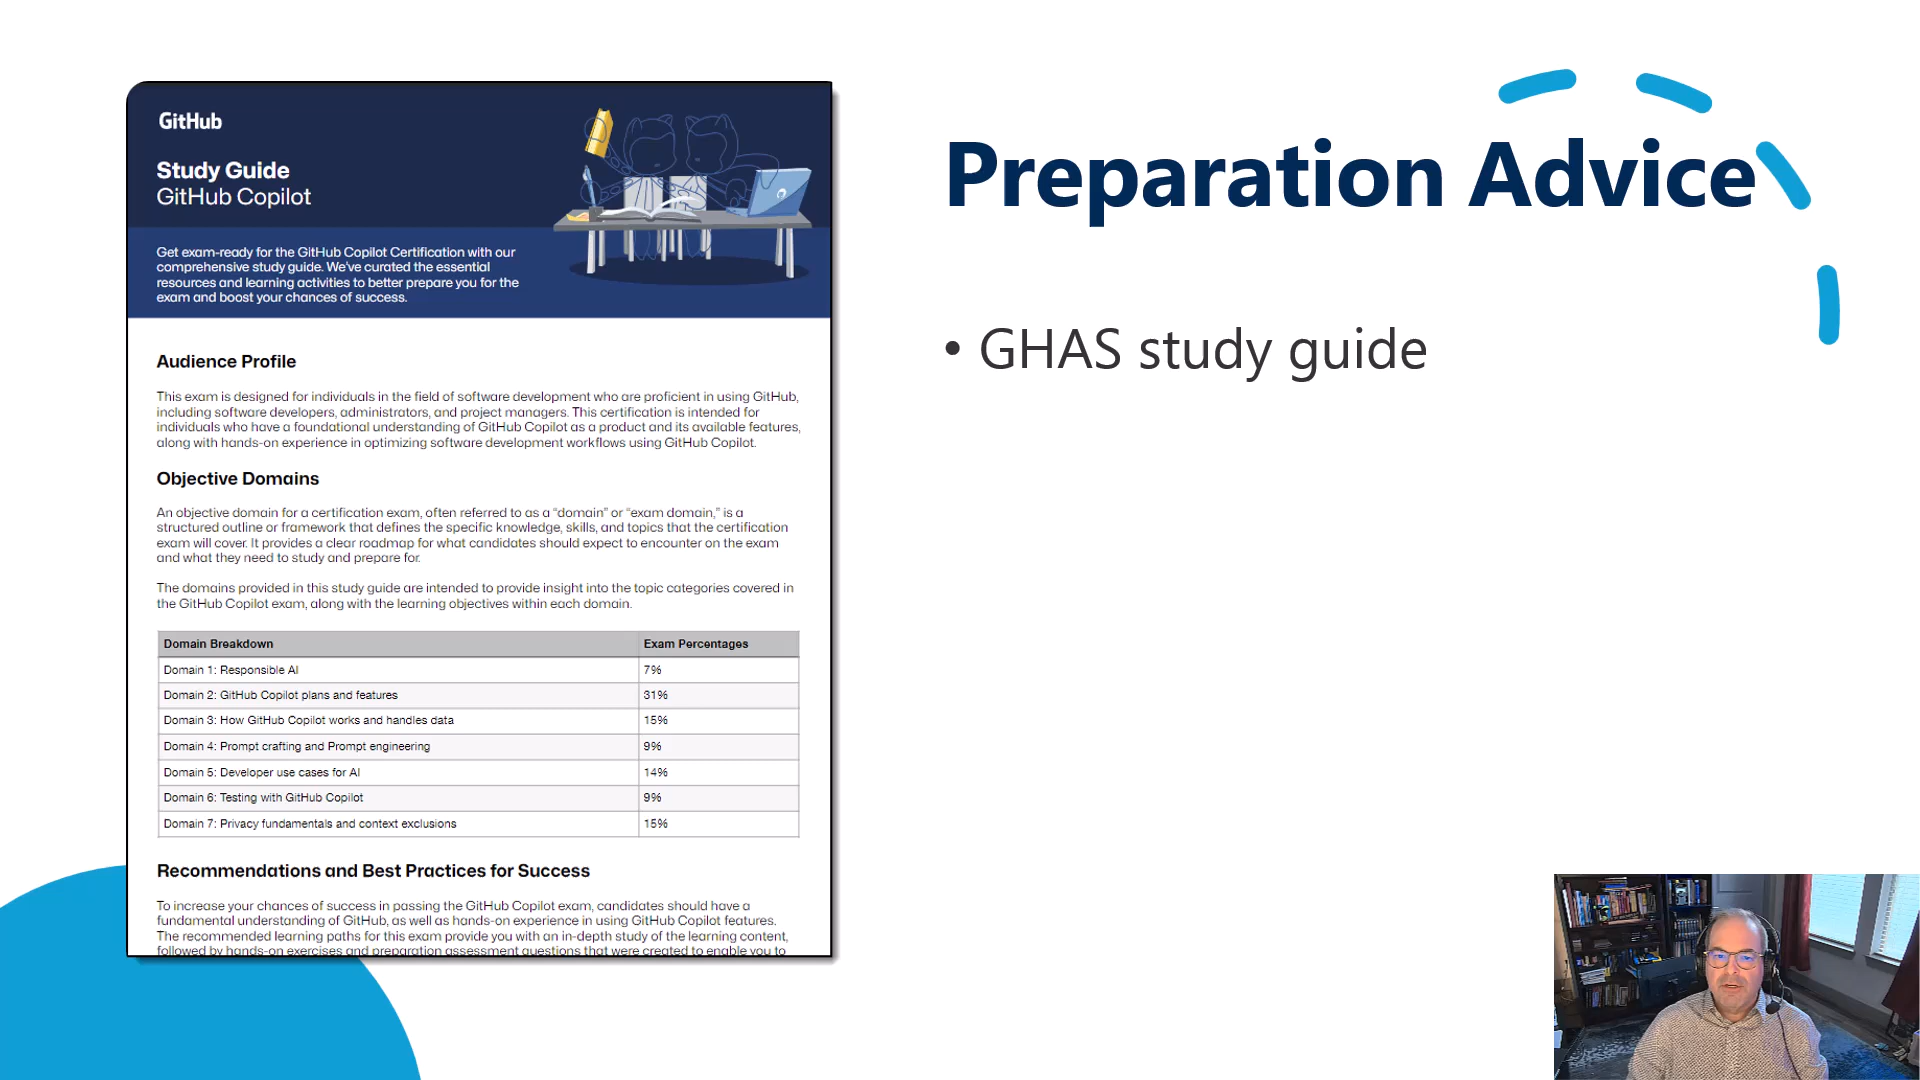 GitHub
Study Guide
GitHub Copilot
Get exam-ready for the GitHub Copilot Certification with our
comprehensive study guide. We've curated the essential
resources and learning activities to better prepare you for the
exam and boost your chances of success.
Audience Profile
This exam is designed for individuals in the field of software development who are proficient in using GitHub,
including software developers, administrators, and project managers. This certification is intended for
individuals who have a foundational understanding of GitHub Copilot as a product and its available features,
along with hands-on experience in optimizing software development workflows using GitHub Copilot.
Objective Domains
An objective domain for a certification exam, often referred to as a "domain" or "exam domain," is a
structured outline or framework that defines the specific knowledge, skills, and topics that the certification
exam will cover. It provides a clear roadmap for what candidates should expect to encounter on the exam
and what they need to study and prepare for.
The domains provided in this study guide are intended to provide insight into the topic categories covered in
the GitHub Copilot exam, along with the learning objectives within each domain.
Domain Breakdown Exam Percentages
Domain 1: Responsible AI 7%
Domain 2: GitHub Copilot plans and features 31%
Domain 3: How GitHub Copilot works and handles data 15%
Domain 4: Prompt crafting and Prompt engineering 9%
Domain 5: Developer use cases for AI 14%
Domain 6: Testing with GitHub Copilot 9%
Domain 7: Privacy fundamentals and context exclusions 15%
Recommendations and Best Practices for Success
To increase your chances of success in passing the GitHub Copilot exam, candidates should have a
fundamental understanding of GitHub, as well as hands-on experience in using GitHub Copilot features.
The recommended learning paths for this exam provide you with an in-depth study of the learning content,
followed by hands-on exercises and preparation assessment questions that were created to enable you to
Preparation Advice
• GHAS study guide